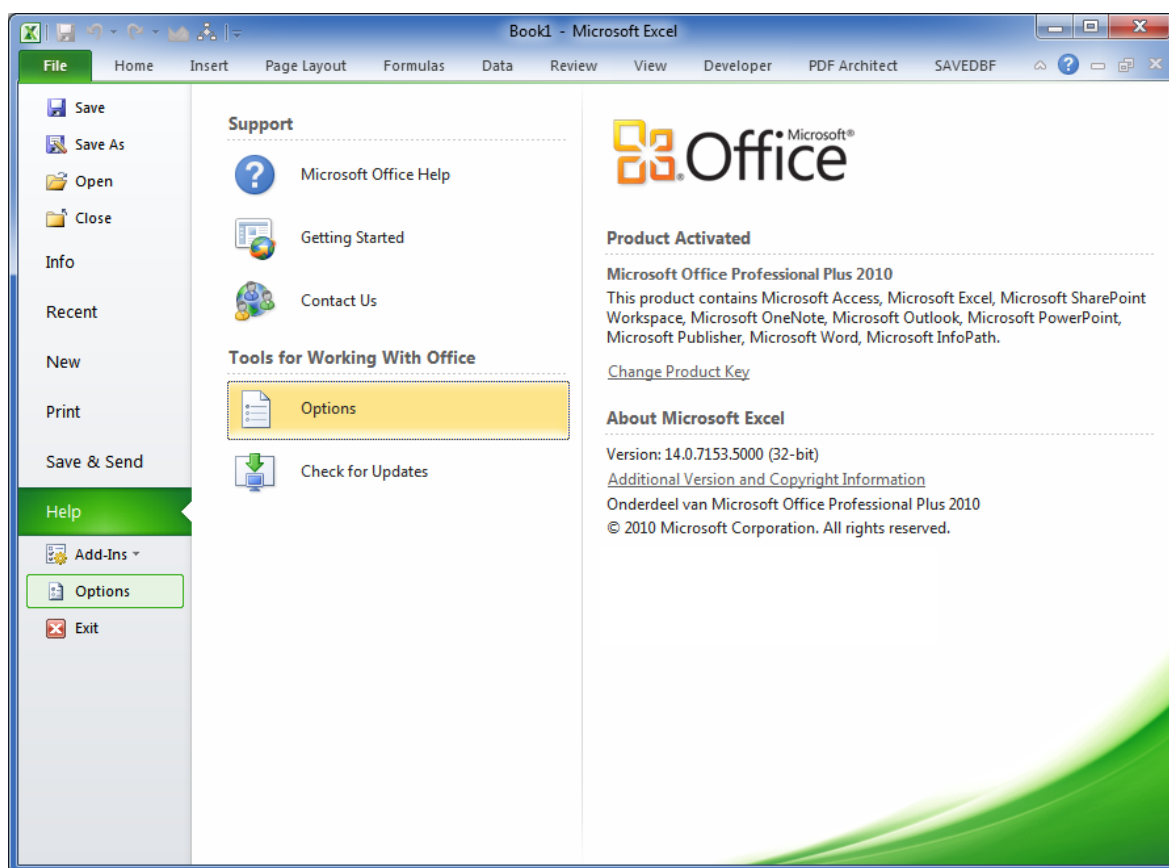 Book1 - Microsoft Excel
File Home Insert Page Layout Formulas Data Review View Developer PDF Architect SAVEDBF
Save
Save As
Open
Close
Info
Recent
New
Print
Save & Send
Help
Add-Ins
Options
Exit
Support
Microsoft Office Help
Getting Started
Contact Us
Tools for Working With Office
Options
Check for Updates
Microsoft®
Office
Product Activated
Microsoft Office Professional Plus 2010
This product contains Microsoft Access, Microsoft Excel, Microsoft SharePoint
Workspace, Microsoft OneNote, Microsoft Outlook, Microsoft PowerPoint,
Microsoft Publisher, Microsoft Word, Microsoft InfoPath.
Change Product Key
About Microsoft Excel
Version: 14.0.7153.5000 (32-bit)
Additional Version and Copyright Information
Onderdeel van Microsoft Office Professional Plus 2010
© 2010 Microsoft Corporation. All rights reserved.